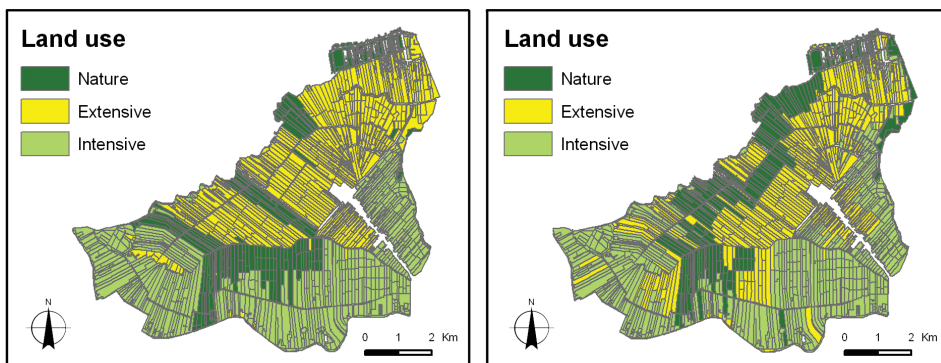 Land use
Nature
Extensive
Intensive
N
0 1 2 Km
Land use
Nature
Extensive
Intensive
N
0 1 2 Km